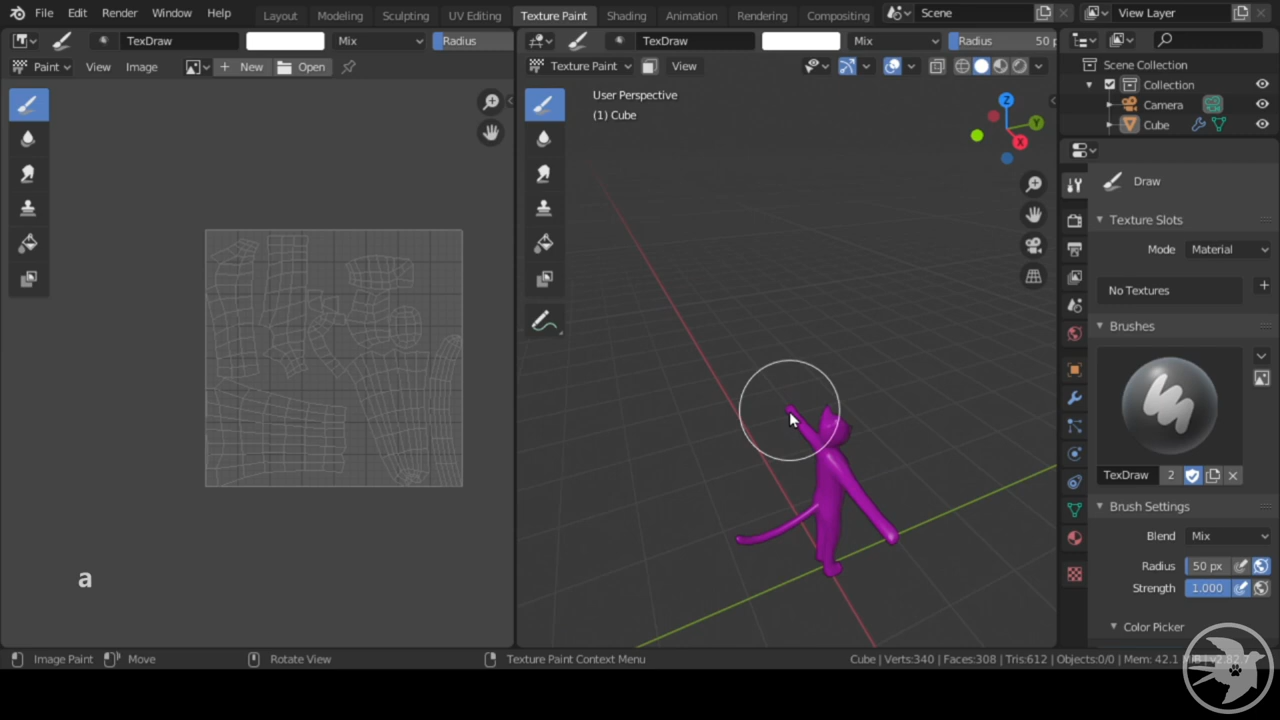 File Edit Render Window Help Layout Modeling Sculpting UV Editing Texture Paint Shading Animation Rendering Compositing Scene View Layer
TexDraw Mix Radius TexDraw Mix Radius 50 p
Paint View Image New Open Texture Paint View
Scene Collection
Collection
Camera
Cube
User Perspective
(1) Cube
Z
Y
X
Draw
Texture Slots
Mode Material
No Textures
Brushes
TexDraw 2
Brush Settings
Blend Mix
Radius 50 px
Strength 1.000
Color Picker
a
Image Paint Move Rotate View Texture Paint Context Menu Cube | Verts:340 | Faces:308 | Tris:612 | Objects:0/0 | Mem: 42.1 v2.82.7